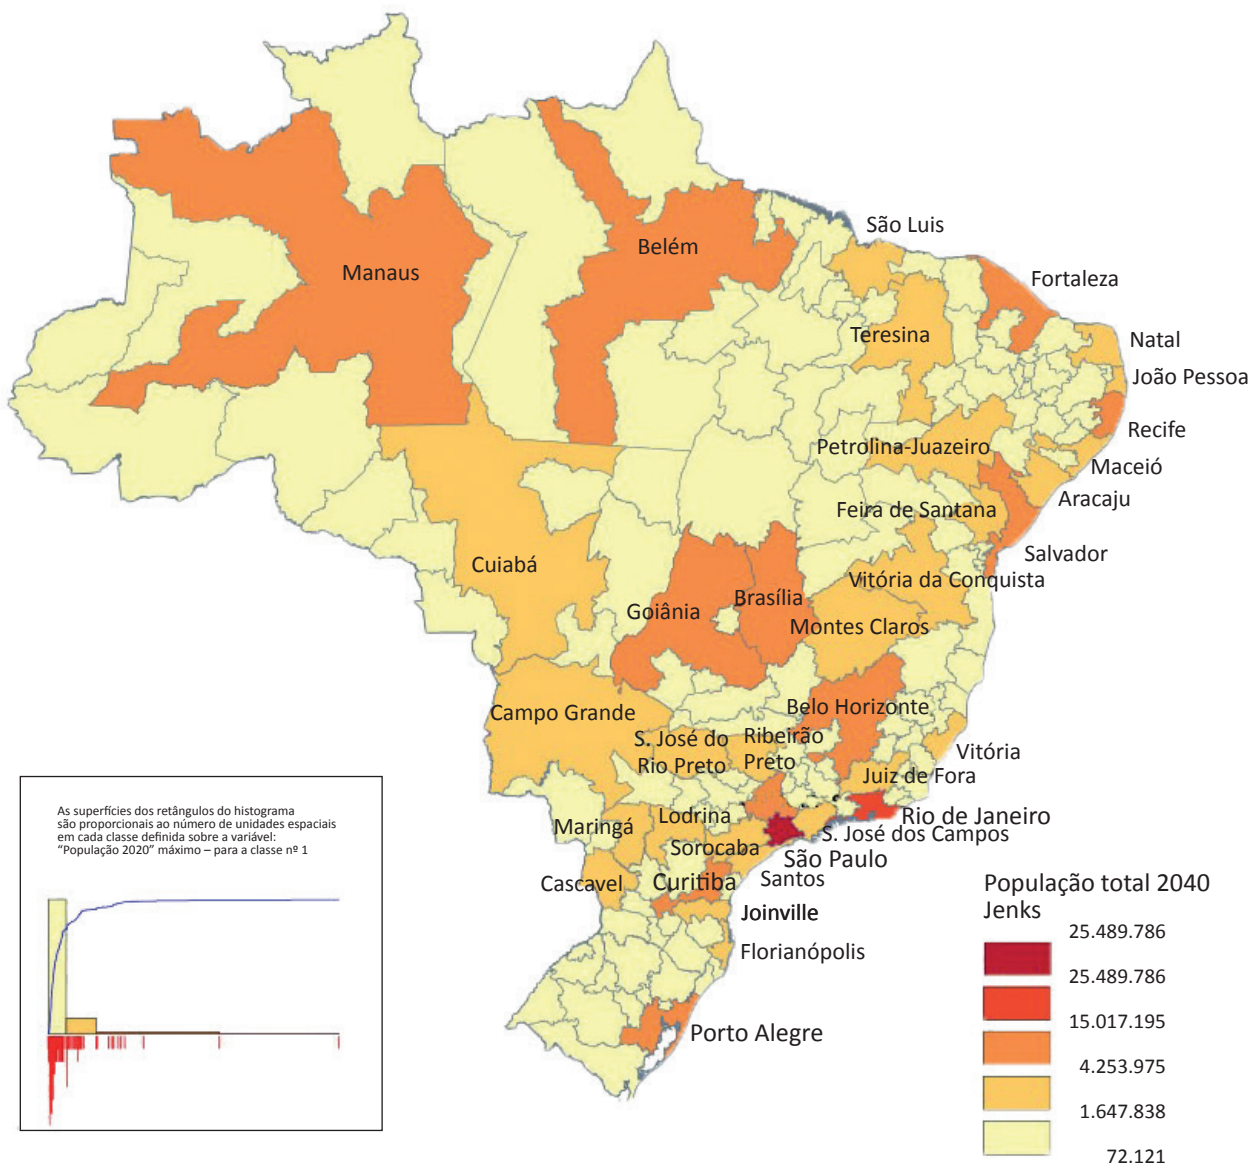 São Luis
Belém
Manaus
Fortaleza
Teresina
Natal
João Pessoa
Recife
Petrolina-Juazeiro
Maceió
Aracaju
Feira de Santana
Salvador
Cuiabá
Vitória da Conquista
Goiânia
Brasília
Montes Claros
Belo Horizonte
Campo Grande
S. José do
Rio Preto
Ribeirão
Preto
Vitória
Juiz de Fora
Rio de Janeiro
Lodrina
Maringá
S. José dos Campos
Sorocaba
São Paulo
Cascavel
Curitiba
Santos
Joinville
Florianópolis
Porto Alegre
As superfícies dos retângulos do histograma
são proporcionais ao número de unidades espaciais
em cada classe definida sobre a variável:
“População 2020” máximo – para a classe nº 1
População total 2040
Jenks
25.489.786
25.489.786
15.017.195
4.253.975
1.647.838
72.121